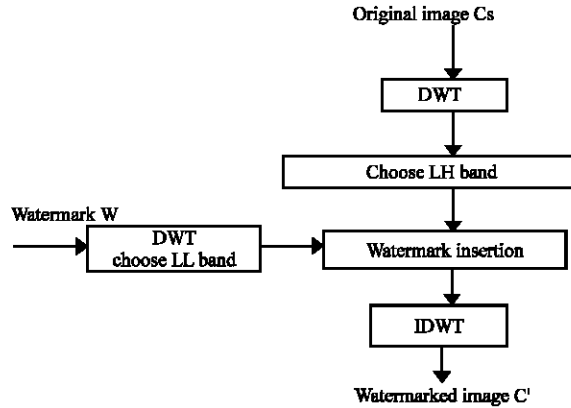 Original image Cs
DWT
Choose LH band
Watermark W
DWT
choose LL band
Watermark insertion
IDWT
Watermarked image C'